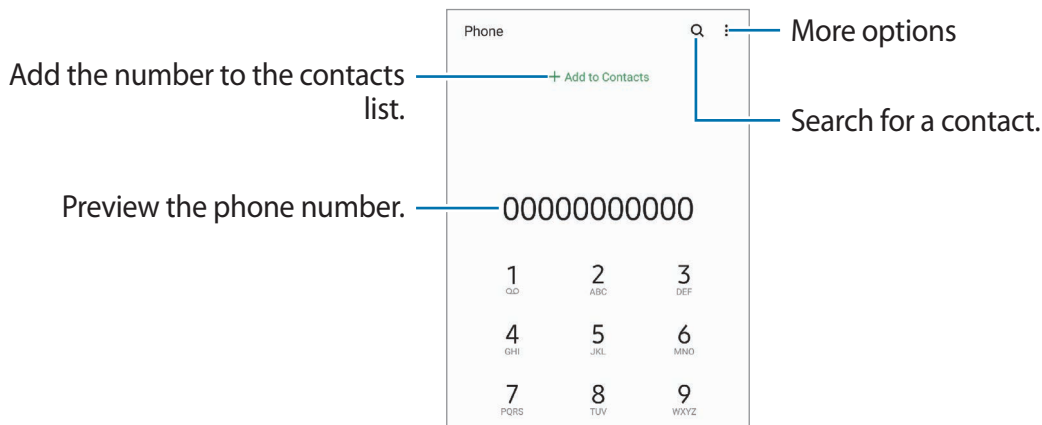 Phone
More options
Add the number to the contacts
list.
+ Add to Contacts
Search for a contact.
Preview the phone number.
00000000000
1 2 3
ABC DEF
4 5 6
GHI JKL MNO
7 8 9
PQRS TUV WXYZ